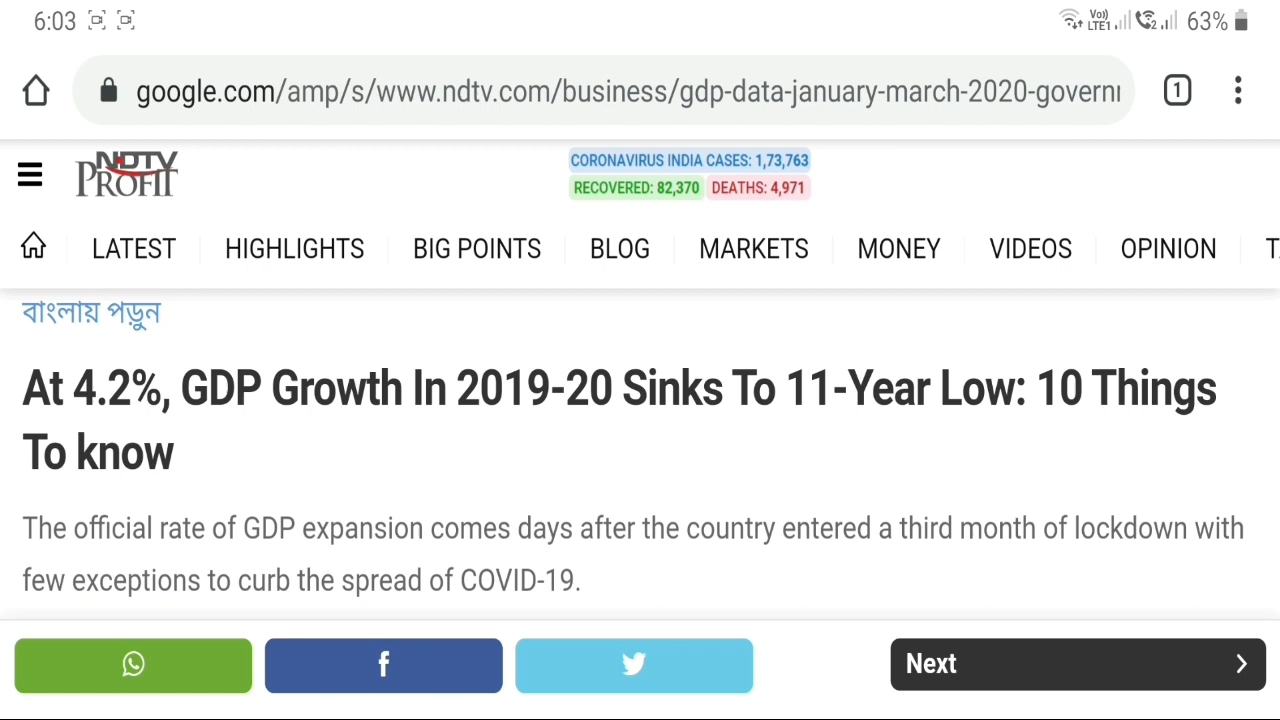 6:03
Vo)) LTE1 2 63%
google.com/amp/s/www.ndtv.com/business/gdp-data-january-march-2020-govern
1
NDTV
PROFIT
CORONAVIRUS INDIA CASES: 1,73,763
RECOVERED: 82,370 DEATHS: 4,971
LATEST HIGHLIGHTS BIG POINTS BLOG MARKETS MONEY VIDEOS OPINION
বাংলায় পড়ুন
At 4.2%, GDP Growth In 2019-20 Sinks To 11-Year Low: 10 Things
To know
The official rate of GDP expansion comes days after the country entered a third month of lockdown with
few exceptions to curb the spread of COVID-19.
Next